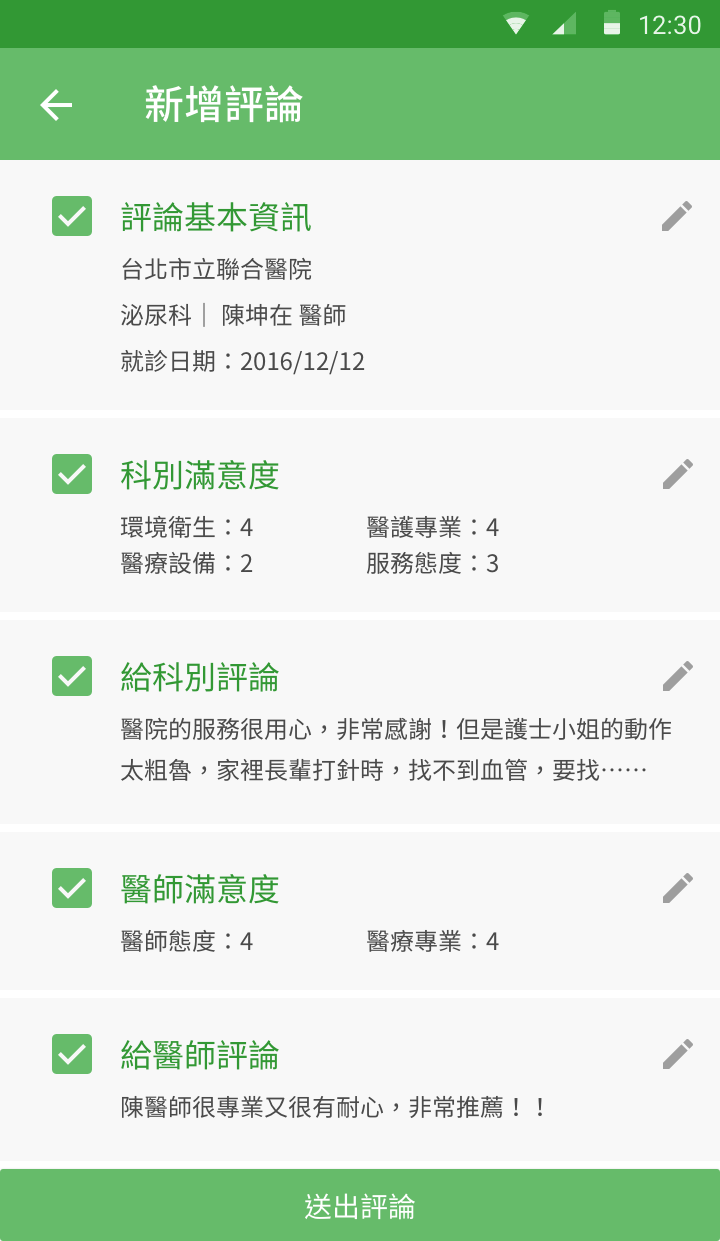 12:30
新增評論
評論基本資訊
台北市立聯合醫院
泌尿科｜ 陳坤在 醫師
就診日期：2016/12/12
科別滿意度
環境衛生：4 醫護專業：4
醫療設備：2 服務態度：3
給科別評論
醫院的服務很用心，非常感謝！但是護士小姐的動作
太粗魯，家裡長輩打針時，找不到血管，要找⋯⋯
醫師滿意度
醫師態度：4 醫療專業：4
給醫師評論
陳醫師很專業又很有耐心，非常推薦！！
送出評論